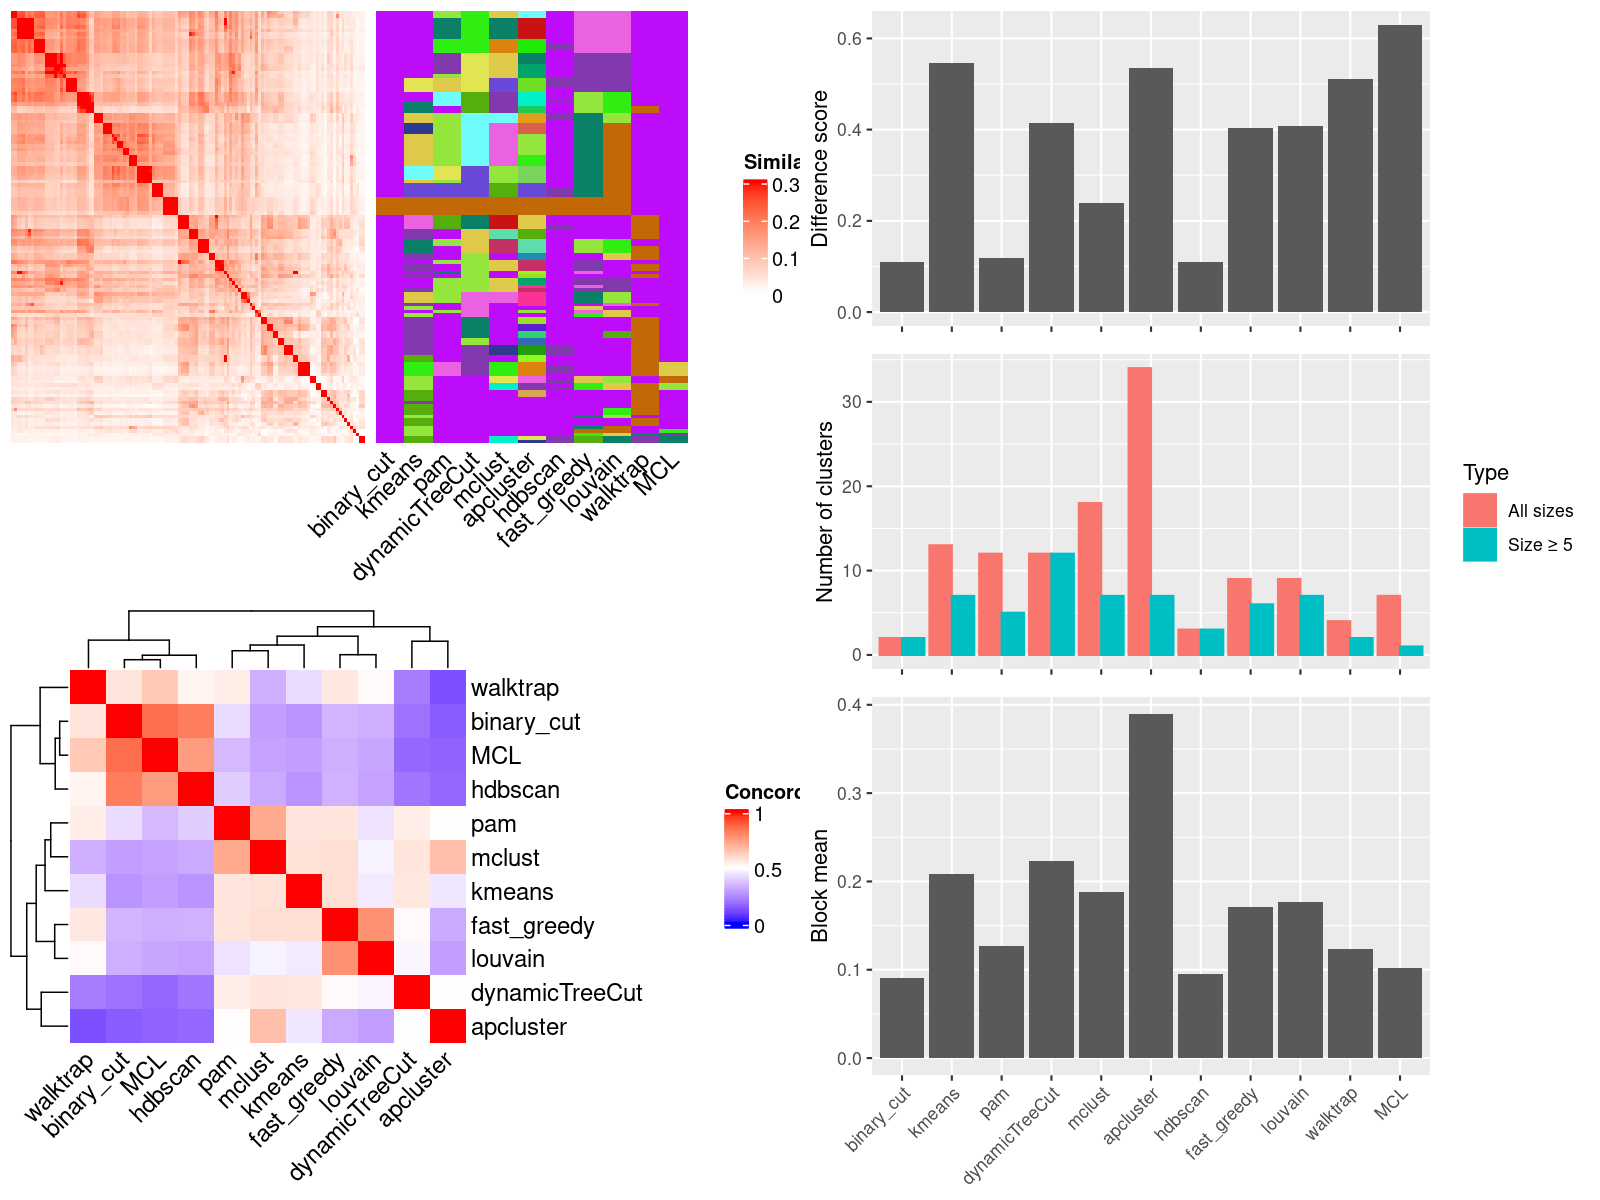 Simila
0.3
0.2
0.1
0
binary_cut
kmeans
pam
dynamicTreeCut
mclust
apcluster
hdbscan
fast_greedy
louvain
walktrap
MCL
walktrap
binary_cut
MCL
hdbscan
pam
mclust
kmeans
fast_greedy
louvain
dynamicTreeCut
apcluster
walktrap
binary_cut
MCL
hdbscan
pam
mclust
kmeans
fast_greedy
louvain
dynamicTreeCut
apcluster
Concord
1
0.5
0
Difference score
0.6
0.4
0.2
0.0
Number of clusters
30
20
10
0
Type
All sizes
Size ≥ 5
Block mean
0.4
0.3
0.2
0.1
0.0
binary_cut
kmeans
pam
dynamicTreeCut
mclust
apcluster
hdbscan
fast_greedy
louvain
walktrap
MCL